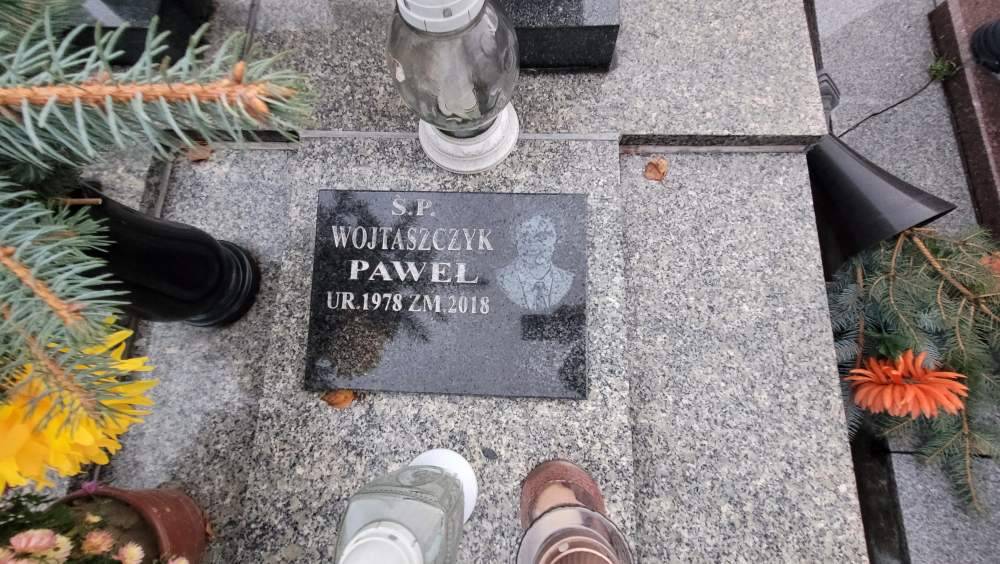 Ś.P.
WOJTASZCZYK
PAWEŁ
UR.1978 ZM.2018